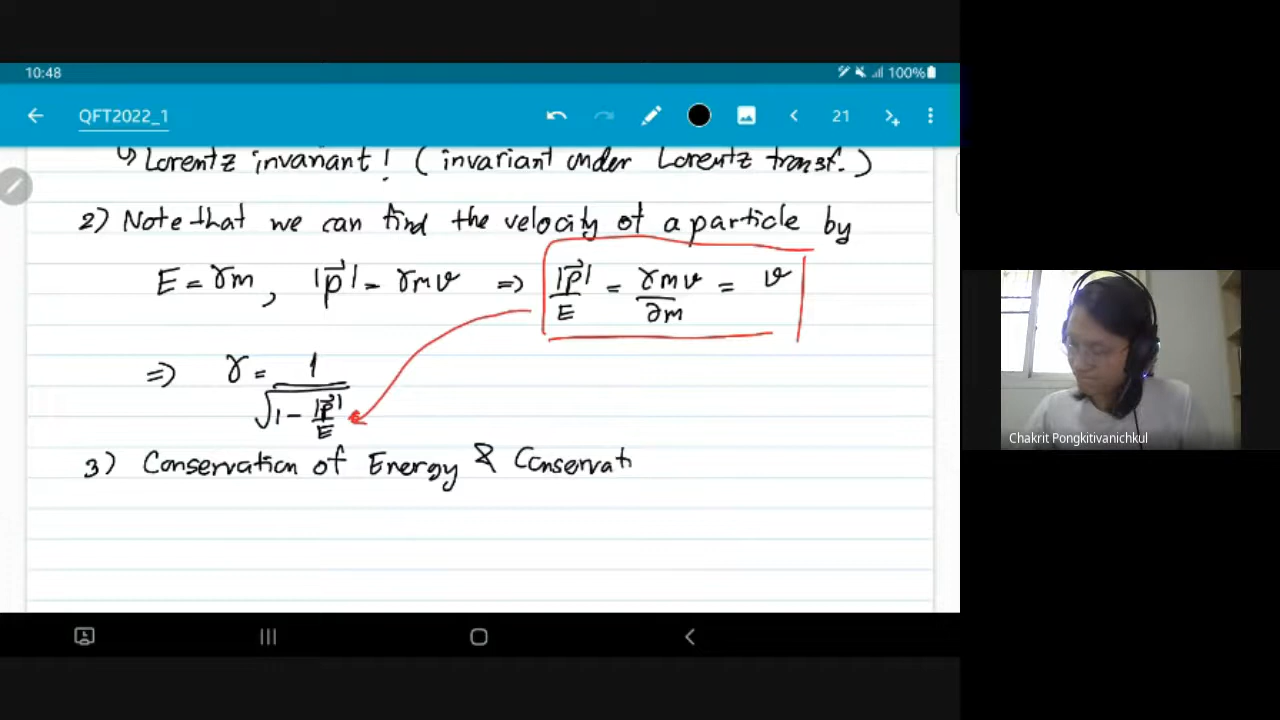 10:48 100%
QFT2022_1 21
↳ Lorentz invariant! (invariant under Lorentz transf.)
2) Note that we can find the velocity of a particle by
E = γm, |p⃗| = γmv ⇒ |p⃗|/E = γmv/γm = v
⇒ γ = 1/√(1 - |p⃗|/E)
3) Conservation of Energy & Conservati
Chakrit Pongkitivanichkul